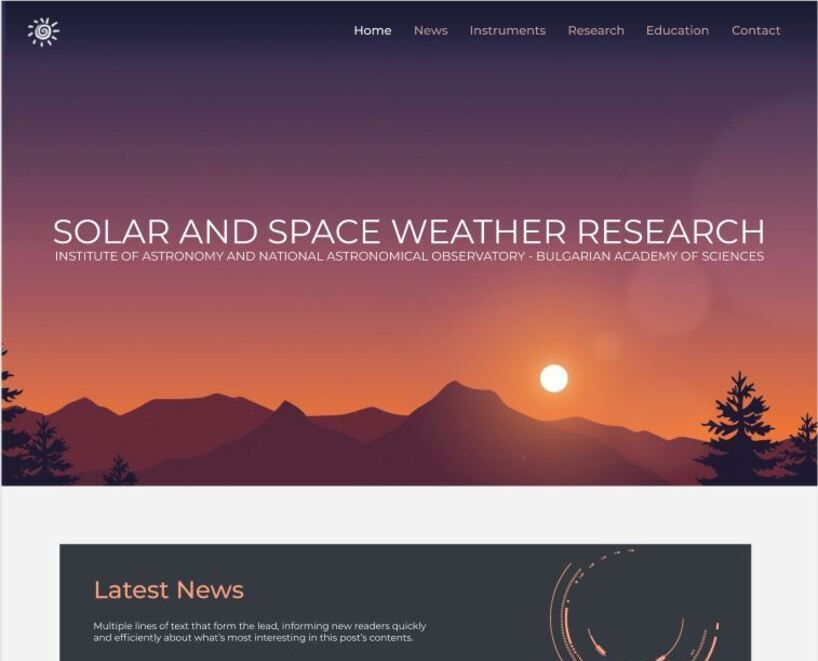 Home News Instruments Research Education Contact
SOLAR AND SPACE WEATHER RESEARCH
INSTITUTE OF ASTRONOMY AND NATIONAL ASTRONOMICAL OBSERVATORY - BULGARIAN ACADEMY OF SCIENCES
Latest News
Multiple lines of text that form the lead, informing new readers quickly
and efficiently about what's most interesting in this post's contents.